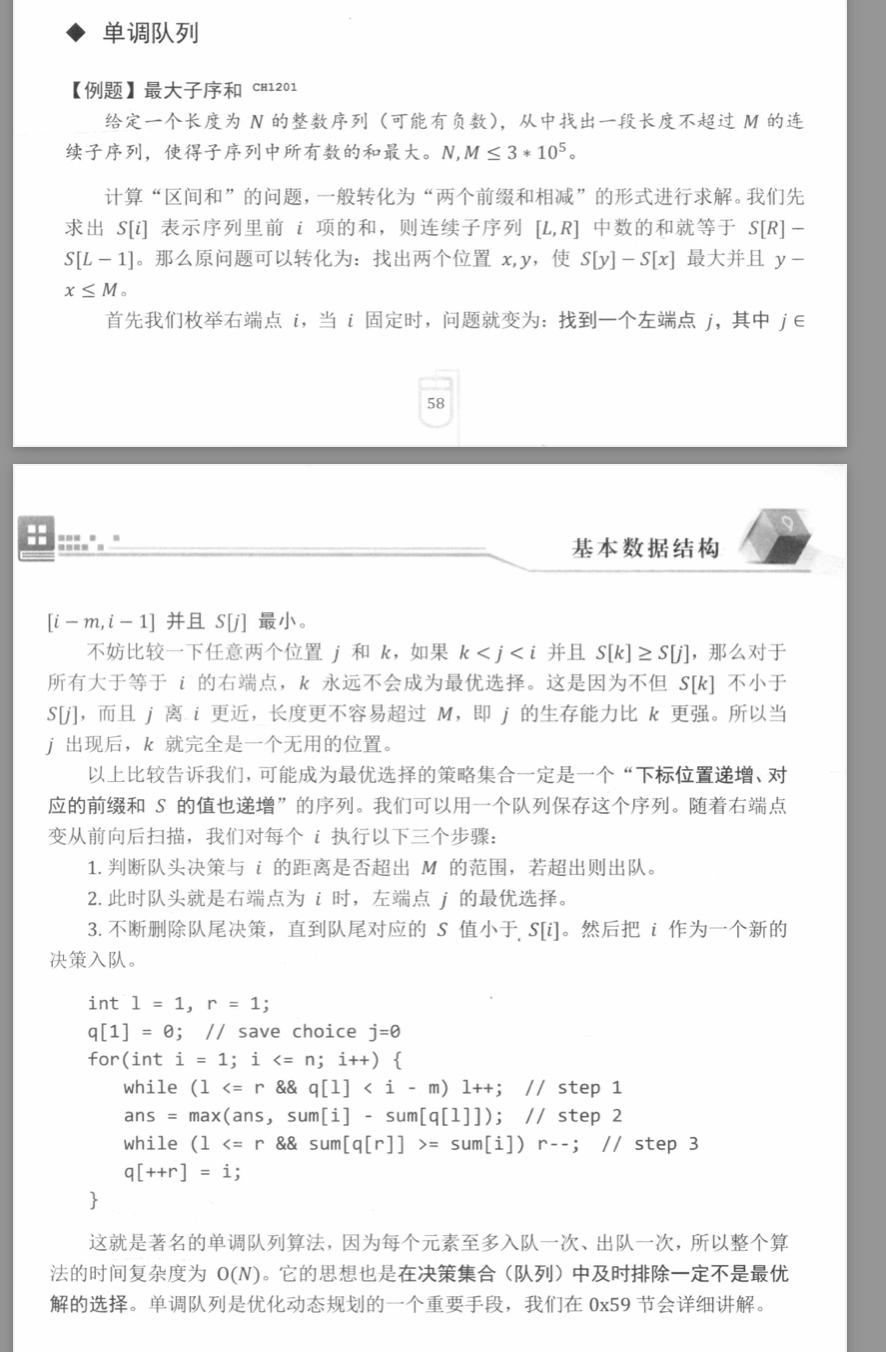 ◆ 单调队列
【例题】最大子序和 CH1201
给定一个长度为 N 的整数序列（可能有负数），从中找出一段长度不超过 M 的连
续子序列，使得子序列中所有数的和最大。N,M ≤ 3 * 10⁵。
计算“区间和”的问题，一般转化为“两个前缀和相减”的形式进行求解。我们先
求出 S[i] 表示序列里前 i 项的和，则连续子序列 [L,R] 中数的和就等于 S[R] −
S[L − 1]。那么原问题可以转化为：找出两个位置 x,y，使 S[y] − S[x] 最大并且 y −
x ≤ M。
首先我们枚举右端点 i，当 i 固定时，问题就变为：找到一个左端点 j，其中 j ∈
58
基本数据结构
[i − m,i − 1] 并且 S[j] 最小。
不妨比较一下任意两个位置 j 和 k，如果 k < j < i 并且 S[k] ≥ S[j]，那么对于
所有大于等于 i 的右端点，k 永远不会成为最优选择。这是因为不但 S[k] 不小于
S[j]，而且 j 离 i 更近，长度更不容易超过 M，即 j 的生存能力比 k 更强。所以当
j 出现后，k 就完全是一个无用的位置。
以上比较告诉我们，可能成为最优选择的策略集合一定是一个“下标位置递增、对
应的前缀和 S 的值也递增”的序列。我们可以用一个队列保存这个序列。随着右端点
变从前向后扫描，我们对每个 i 执行以下三个步骤：
1. 判断队头决策与 i 的距离是否超出 M 的范围，若超出则出队。
2. 此时队头就是右端点为 i 时，左端点 j 的最优选择。
3. 不断删除队尾决策，直到队尾对应的 S 值小于 S[i]。然后把 i 作为一个新的
决策入队。
int l = 1, r = 1;
q[1] = 0;  // save choice j=0
for(int i = 1; i <= n; i++) {
while (l <= r && q[l] < i - m) l++;  // step 1
ans = max(ans, sum[i] - sum[q[l]]);  // step 2
while (l <= r && sum[q[r]] >= sum[i]) r--;  // step 3
q[++r] = i;
}
这就是著名的单调队列算法，因为每个元素至多入队一次、出队一次，所以整个算
法的时间复杂度为 O(N)。它的思想也是在决策集合（队列）中及时排除一定不是最优
解的选择。单调队列是优化动态规划的一个重要手段，我们在 0x59 节会详细讲解。